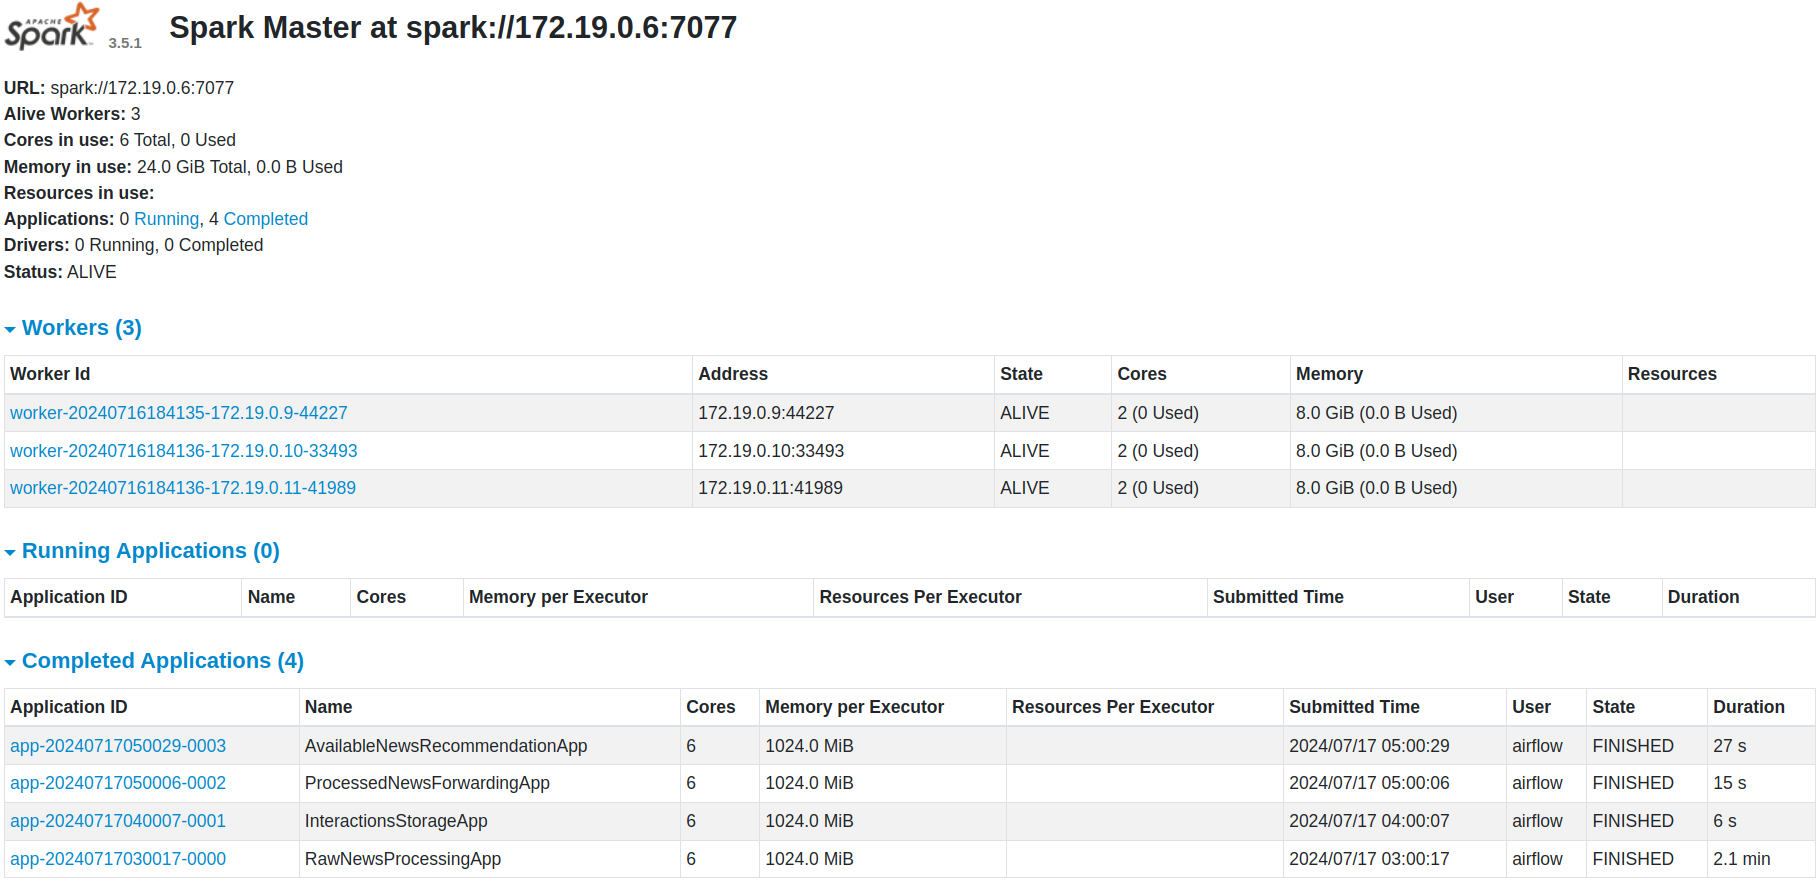 APACHE
Spark 3.5.1 Spark Master at spark://172.19.0.6:7077
URL: spark://172.19.0.6:7077
Alive Workers: 3
Cores in use: 6 Total, 0 Used
Memory in use: 24.0 GiB Total, 0.0 B Used
Resources in use:
Applications: 0 Running, 4 Completed
Drivers: 0 Running, 0 Completed
Status: ALIVE
Workers (3)
Worker Id Address State Cores Memory Resources
worker-20240716184135-172.19.0.9-44227 172.19.0.9:44227 ALIVE 2 (0 Used) 8.0 GiB (0.0 B Used)
worker-20240716184136-172.19.0.10-33493 172.19.0.10:33493 ALIVE 2 (0 Used) 8.0 GiB (0.0 B Used)
worker-20240716184136-172.19.0.11-41989 172.19.0.11:41989 ALIVE 2 (0 Used) 8.0 GiB (0.0 B Used)
Running Applications (0)
Application ID Name Cores Memory per Executor Resources Per Executor Submitted Time User State Duration
Completed Applications (4)
Application ID Name Cores Memory per Executor Resources Per Executor Submitted Time User State Duration
app-20240717050029-0003 AvailableNewsRecommendationApp 6 1024.0 MiB 2024/07/17 05:00:29 airflow FINISHED 27 s
app-20240717050006-0002 ProcessedNewsForwardingApp 6 1024.0 MiB 2024/07/17 05:00:06 airflow FINISHED 15 s
app-20240717040007-0001 InteractionsStorageApp 6 1024.0 MiB 2024/07/17 04:00:07 airflow FINISHED 6 s
app-20240717030017-0000 RawNewsProcessingApp 6 1024.0 MiB 2024/07/17 03:00:17 airflow FINISHED 2.1 min